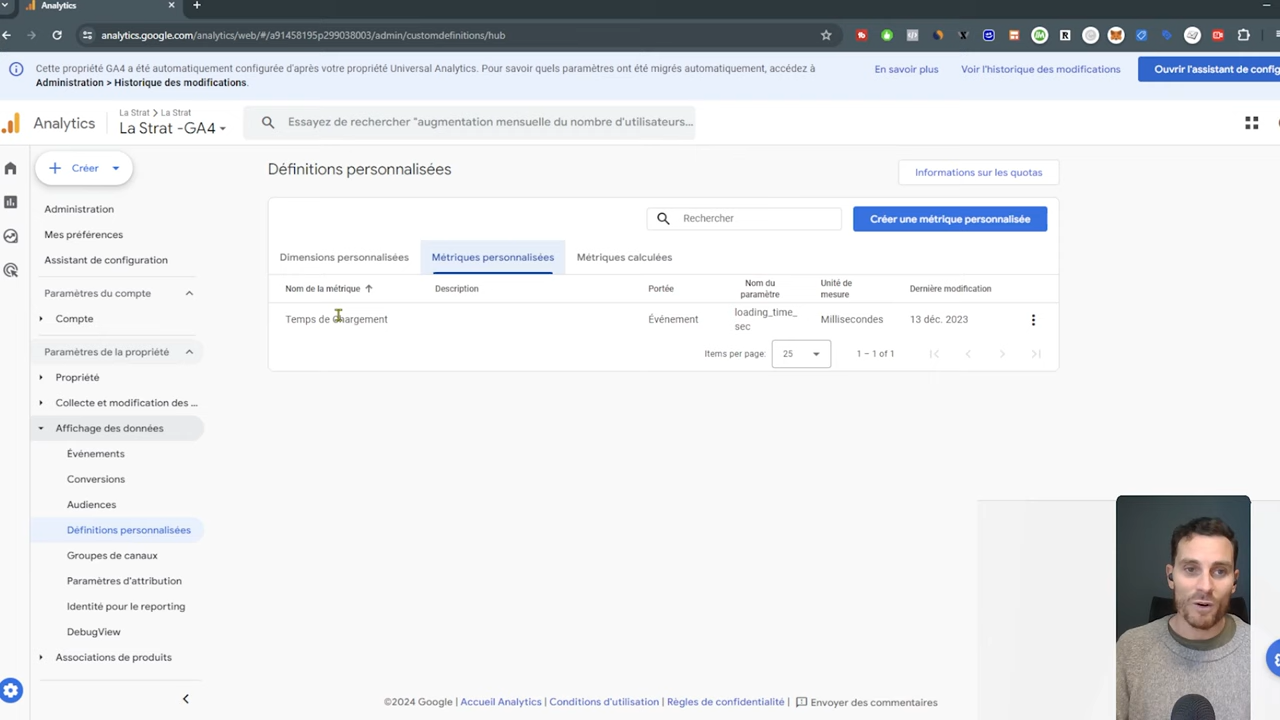 Analytics
analytics.google.com/analytics/web/#/a91458195p299038003/admin/customdefinitions/hub
Cette propriété GA4 a été automatiquement configurée d'après votre propriété Universal Analytics. Pour savoir quels paramètres ont été migrés automatiquement, accédez à
Administration > Historique des modifications.
En savoir plus
Voir l'historique des modifications
Ouvrir l'assistant de config
Analytics
La Strat > La Strat
La Strat -GA4
Essayez de rechercher "augmentation mensuelle du nombre d'utilisateurs...
Créer
Administration
Mes préférences
Assistant de configuration
Paramètres du compte
Compte
Paramètres de la propriété
Propriété
Collecte et modification des ...
Affichage des données
Événements
Conversions
Audiences
Définitions personnalisées
Groupes de canaux
Paramètres d'attribution
Identité pour le reporting
DebugView
Associations de produits
Définitions personnalisées
Informations sur les quotas
Rechercher
Créer une métrique personnalisée
Dimensions personnalisées
Métriques personnalisées
Métriques calculées
Nom de la métrique
Description
Portée
Nom du
paramètre
Unité de
mesure
Dernière modification
Temps de chargement
Événement
loading_time_
sec
Millisecondes
13 déc. 2023
Items per page:
25
1 – 1 of 1
©2024 Google | Accueil Analytics | Conditions d'utilisation | Règles de confidentialité | Envoyer des commentaires